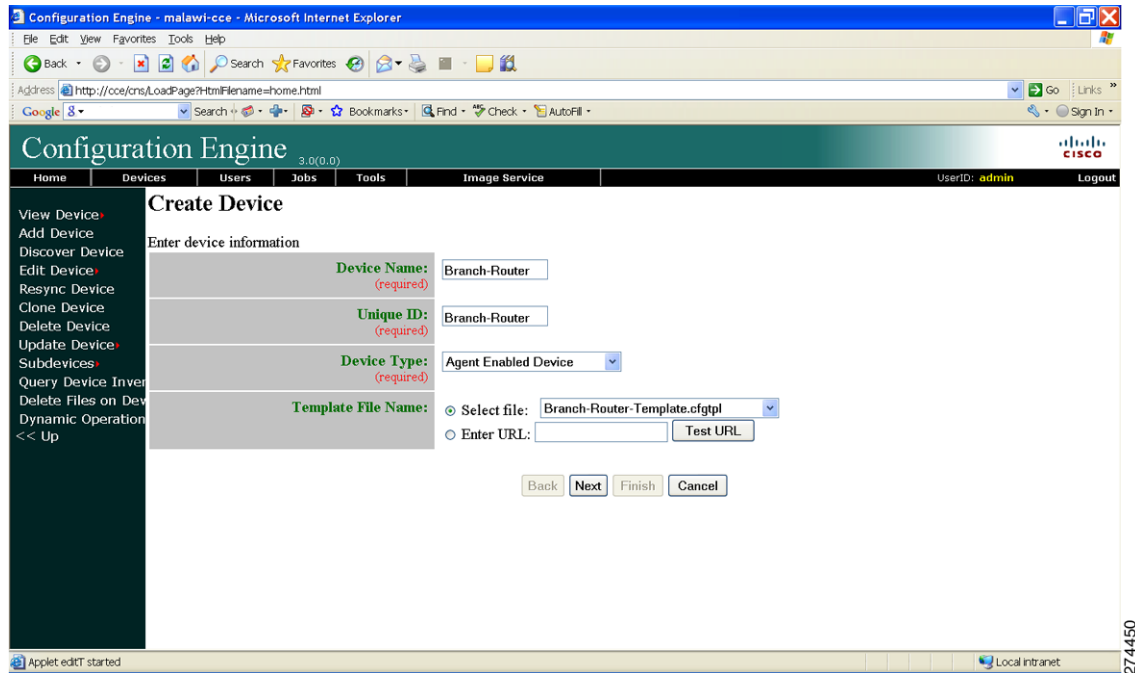 Configuration Engine - malawi-cce - Microsoft Internet Explorer
File Edit View Favorites Tools Help
Back Search Favorites
Address http://cce/cns/LoadPage?HtmlFilename=home.html Go Links »
Google Search Bookmarks Find Check AutoFill Sign In
Configuration Engine 3.0(0.0) CISCO
Home Devices Users Jobs Tools Image Service UserID: admin Logout
View Device
Add Device
Discover Device
Edit Device
Resync Device
Clone Device
Delete Device
Update Device
Subdevices
Query Device Inver
Delete Files on Dev
Dynamic Operation
<< Up
Create Device
Enter device information
Device Name: Branch-Router
(required)
Unique ID: Branch-Router
(required)
Device Type: Agent Enabled Device
(required)
Template File Name: Select file: Branch-Router-Template.cfgtpl
Enter URL: Test URL
Back Next Finish Cancel
Applet editT started Local intranet
274450